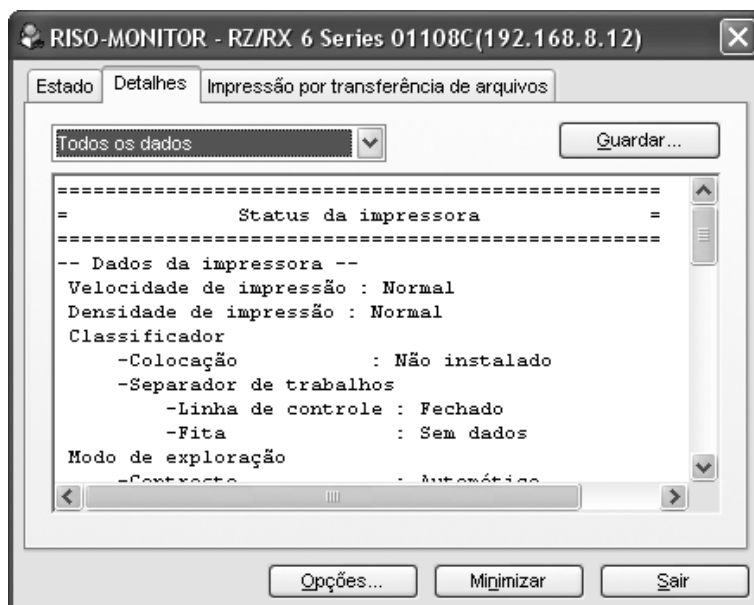 RISO-MONITOR - RZ/RX 6 Series 01108C(192.168.8.12)
Estado Detalhes Impressão por transferência de arquivos
Todos os dados Guardar...
==================================================
= Status da impressora =
==================================================
-- Dados da impressora --
Velocidade de impressão : Normal
Densidade de impressão : Normal
Classificador
-Colocação : Não instalado
-Separador de trabalhos
-Linha de controle : Fechado
-Fita : Sem dados
Modo de exploração
-Contraste : Automático
Opções... Minimizar Sair